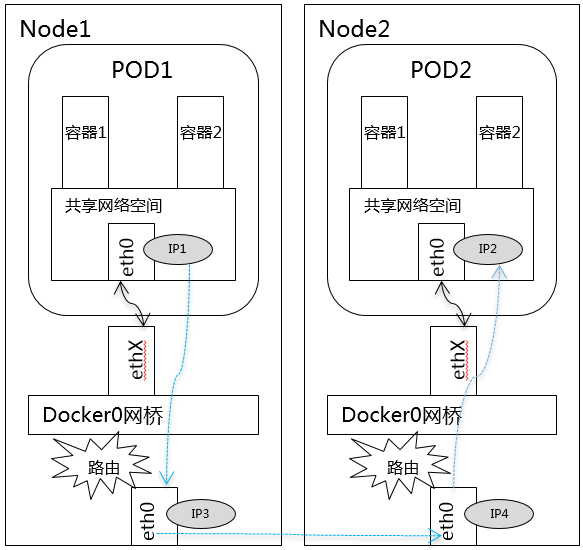 Node1
POD1
容器1
容器2
共享网络空间
eth0
IP1
ethX
Docker0网桥
路由
eth0
IP3
Node2
POD2
容器1
容器2
共享网络空间
eth0
IP2
ethX
Docker0网桥
路由
eth0
IP4